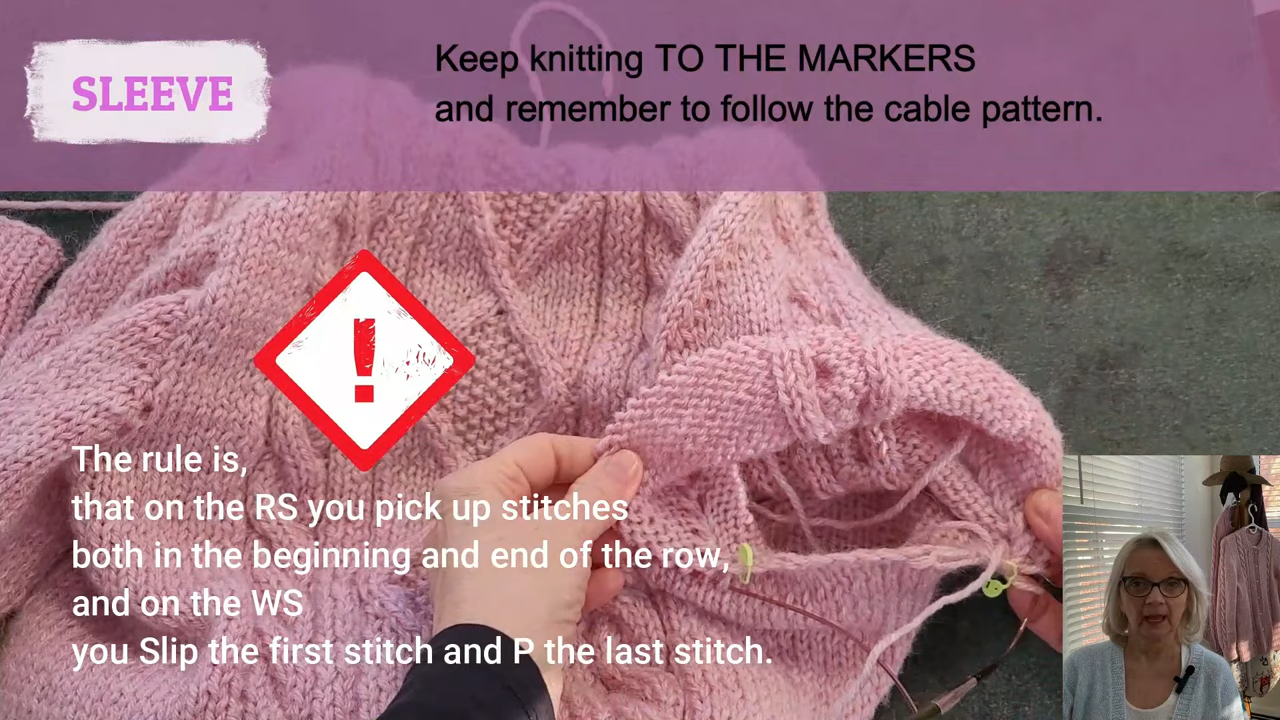 SLEEVE
Keep knitting TO THE MARKERS
and remember to follow the cable pattern.
!
The rule is,
that on the RS you pick up stitches
both in the beginning and end of the row,
and on the WS
you Slip the first stitch and P the last stitch.